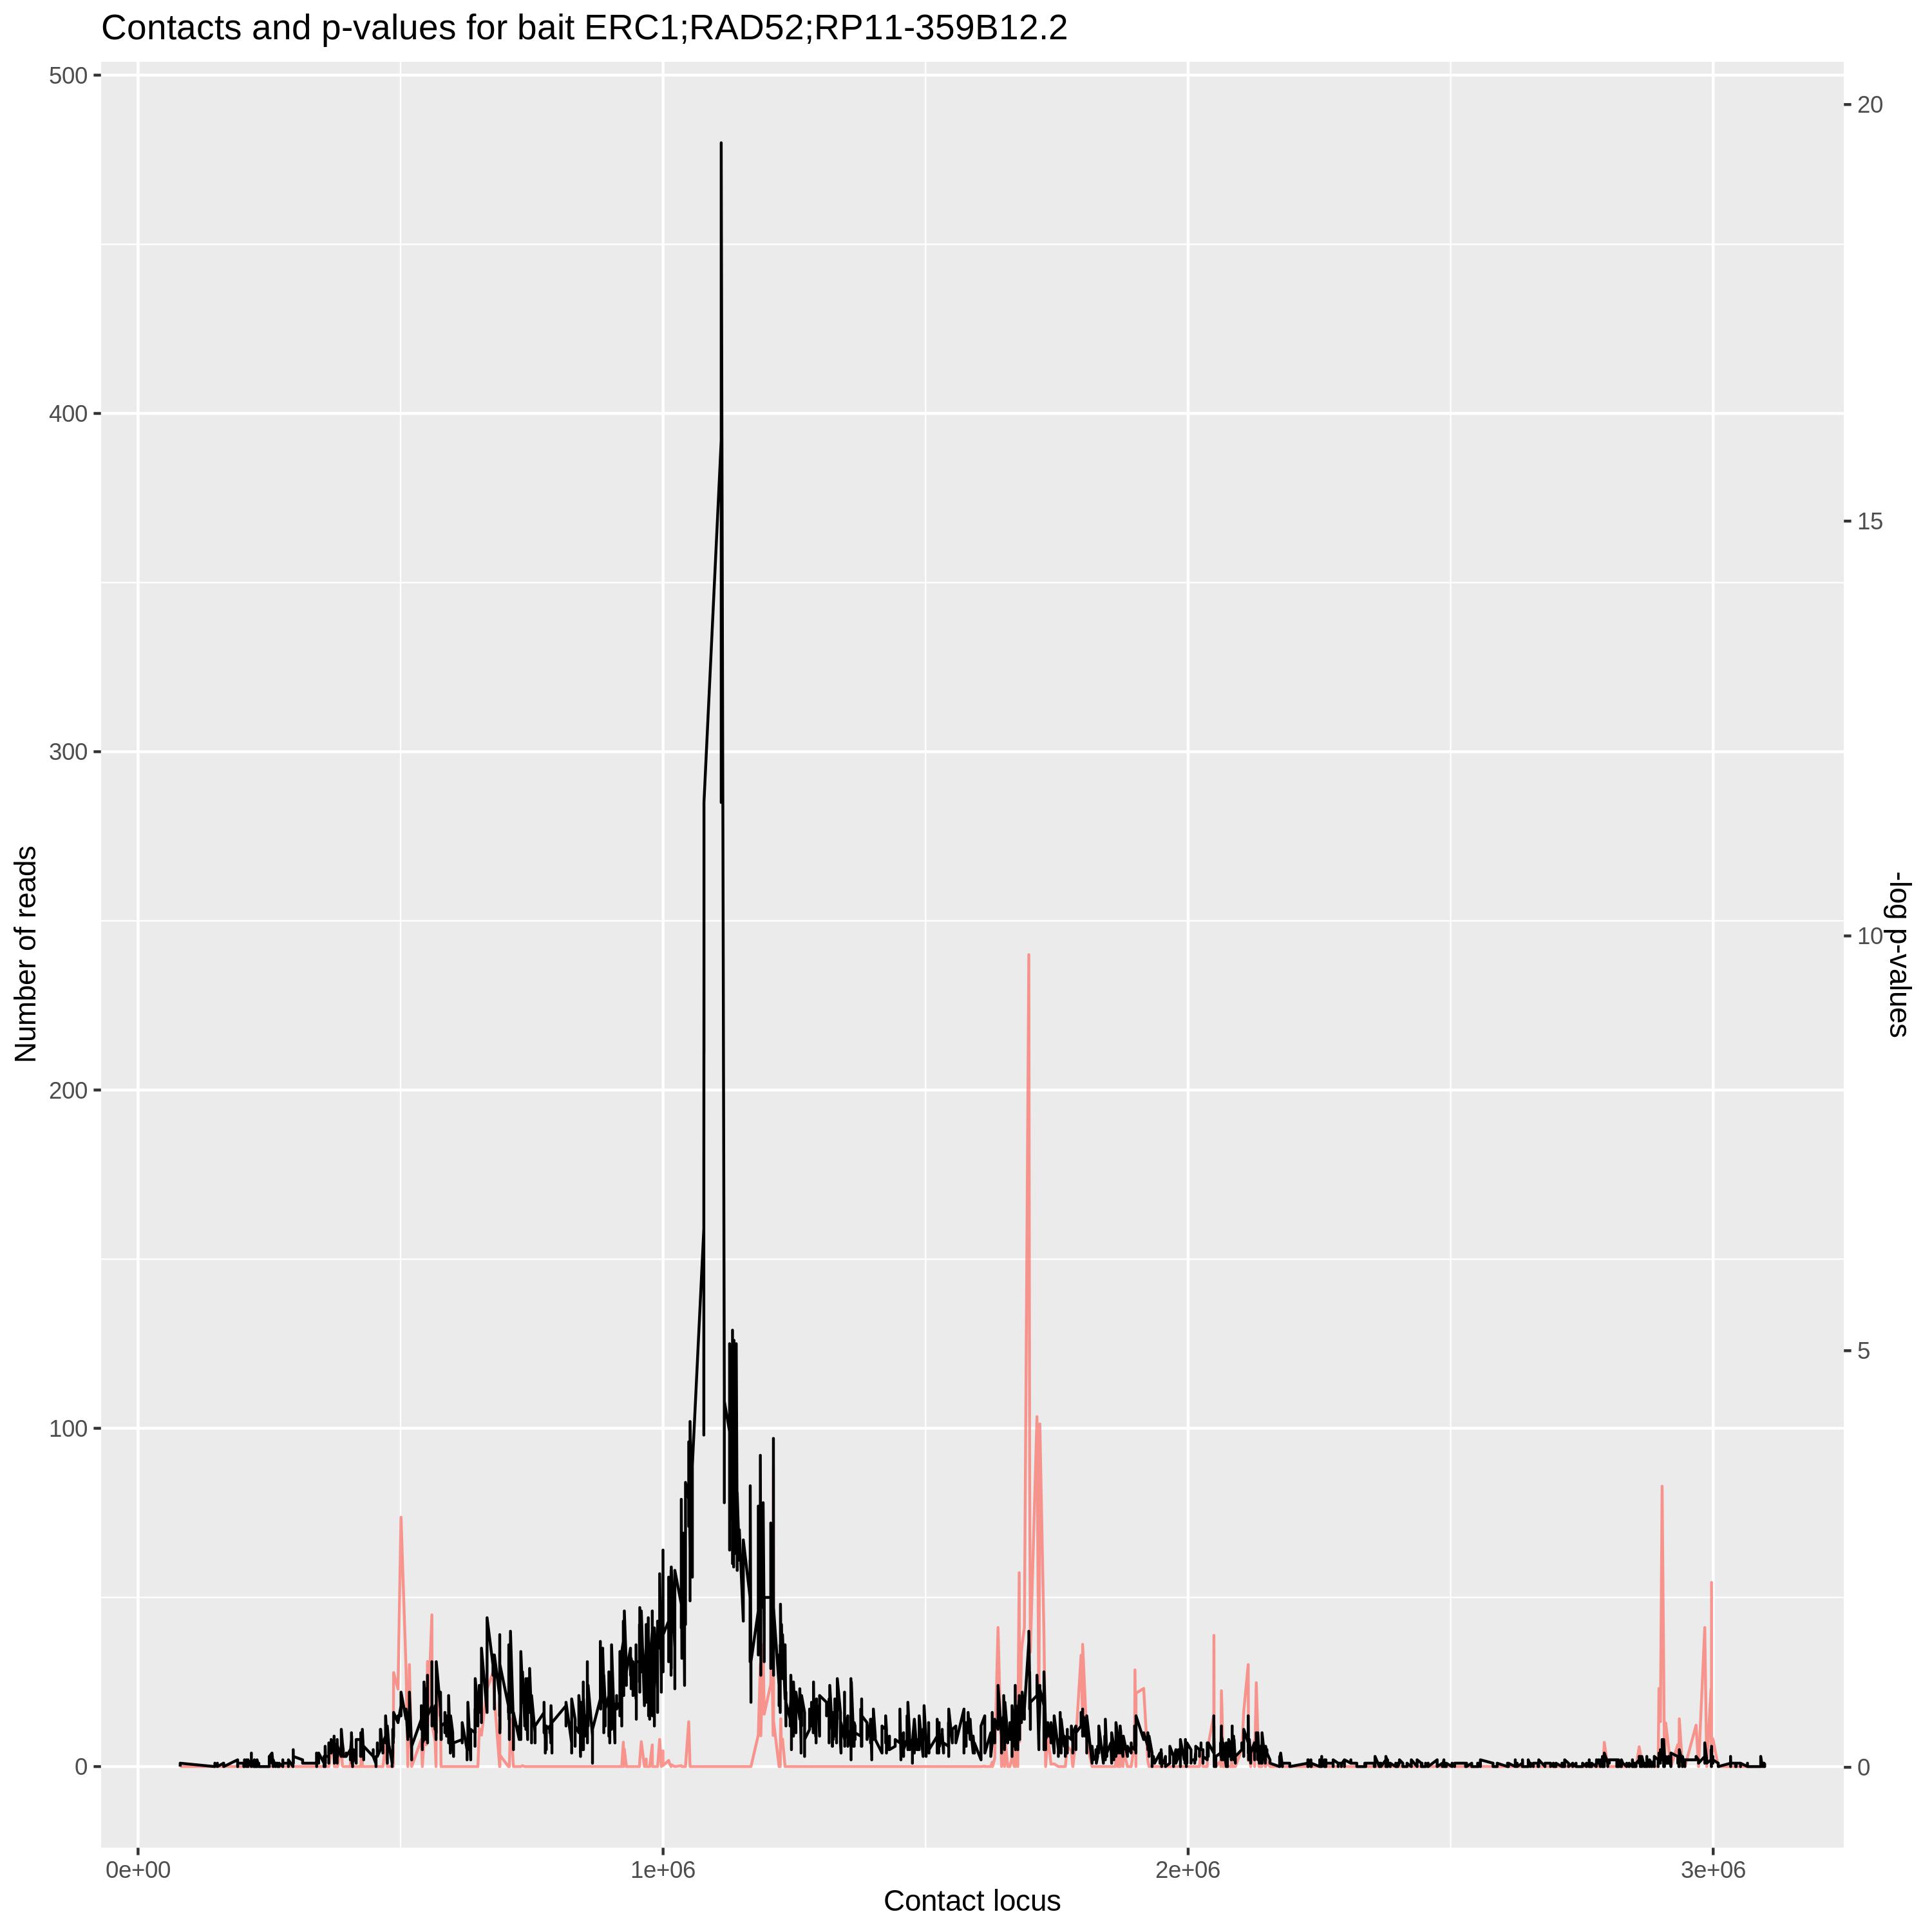 Contacts and p-values for bait ERC1;RAD52;RP11-359B12.2
500
400
300
200
100
0
Number of reads
20
15
10
5
0
-log p-values
0e+00 1e+06 2e+06 3e+06
Contact locus